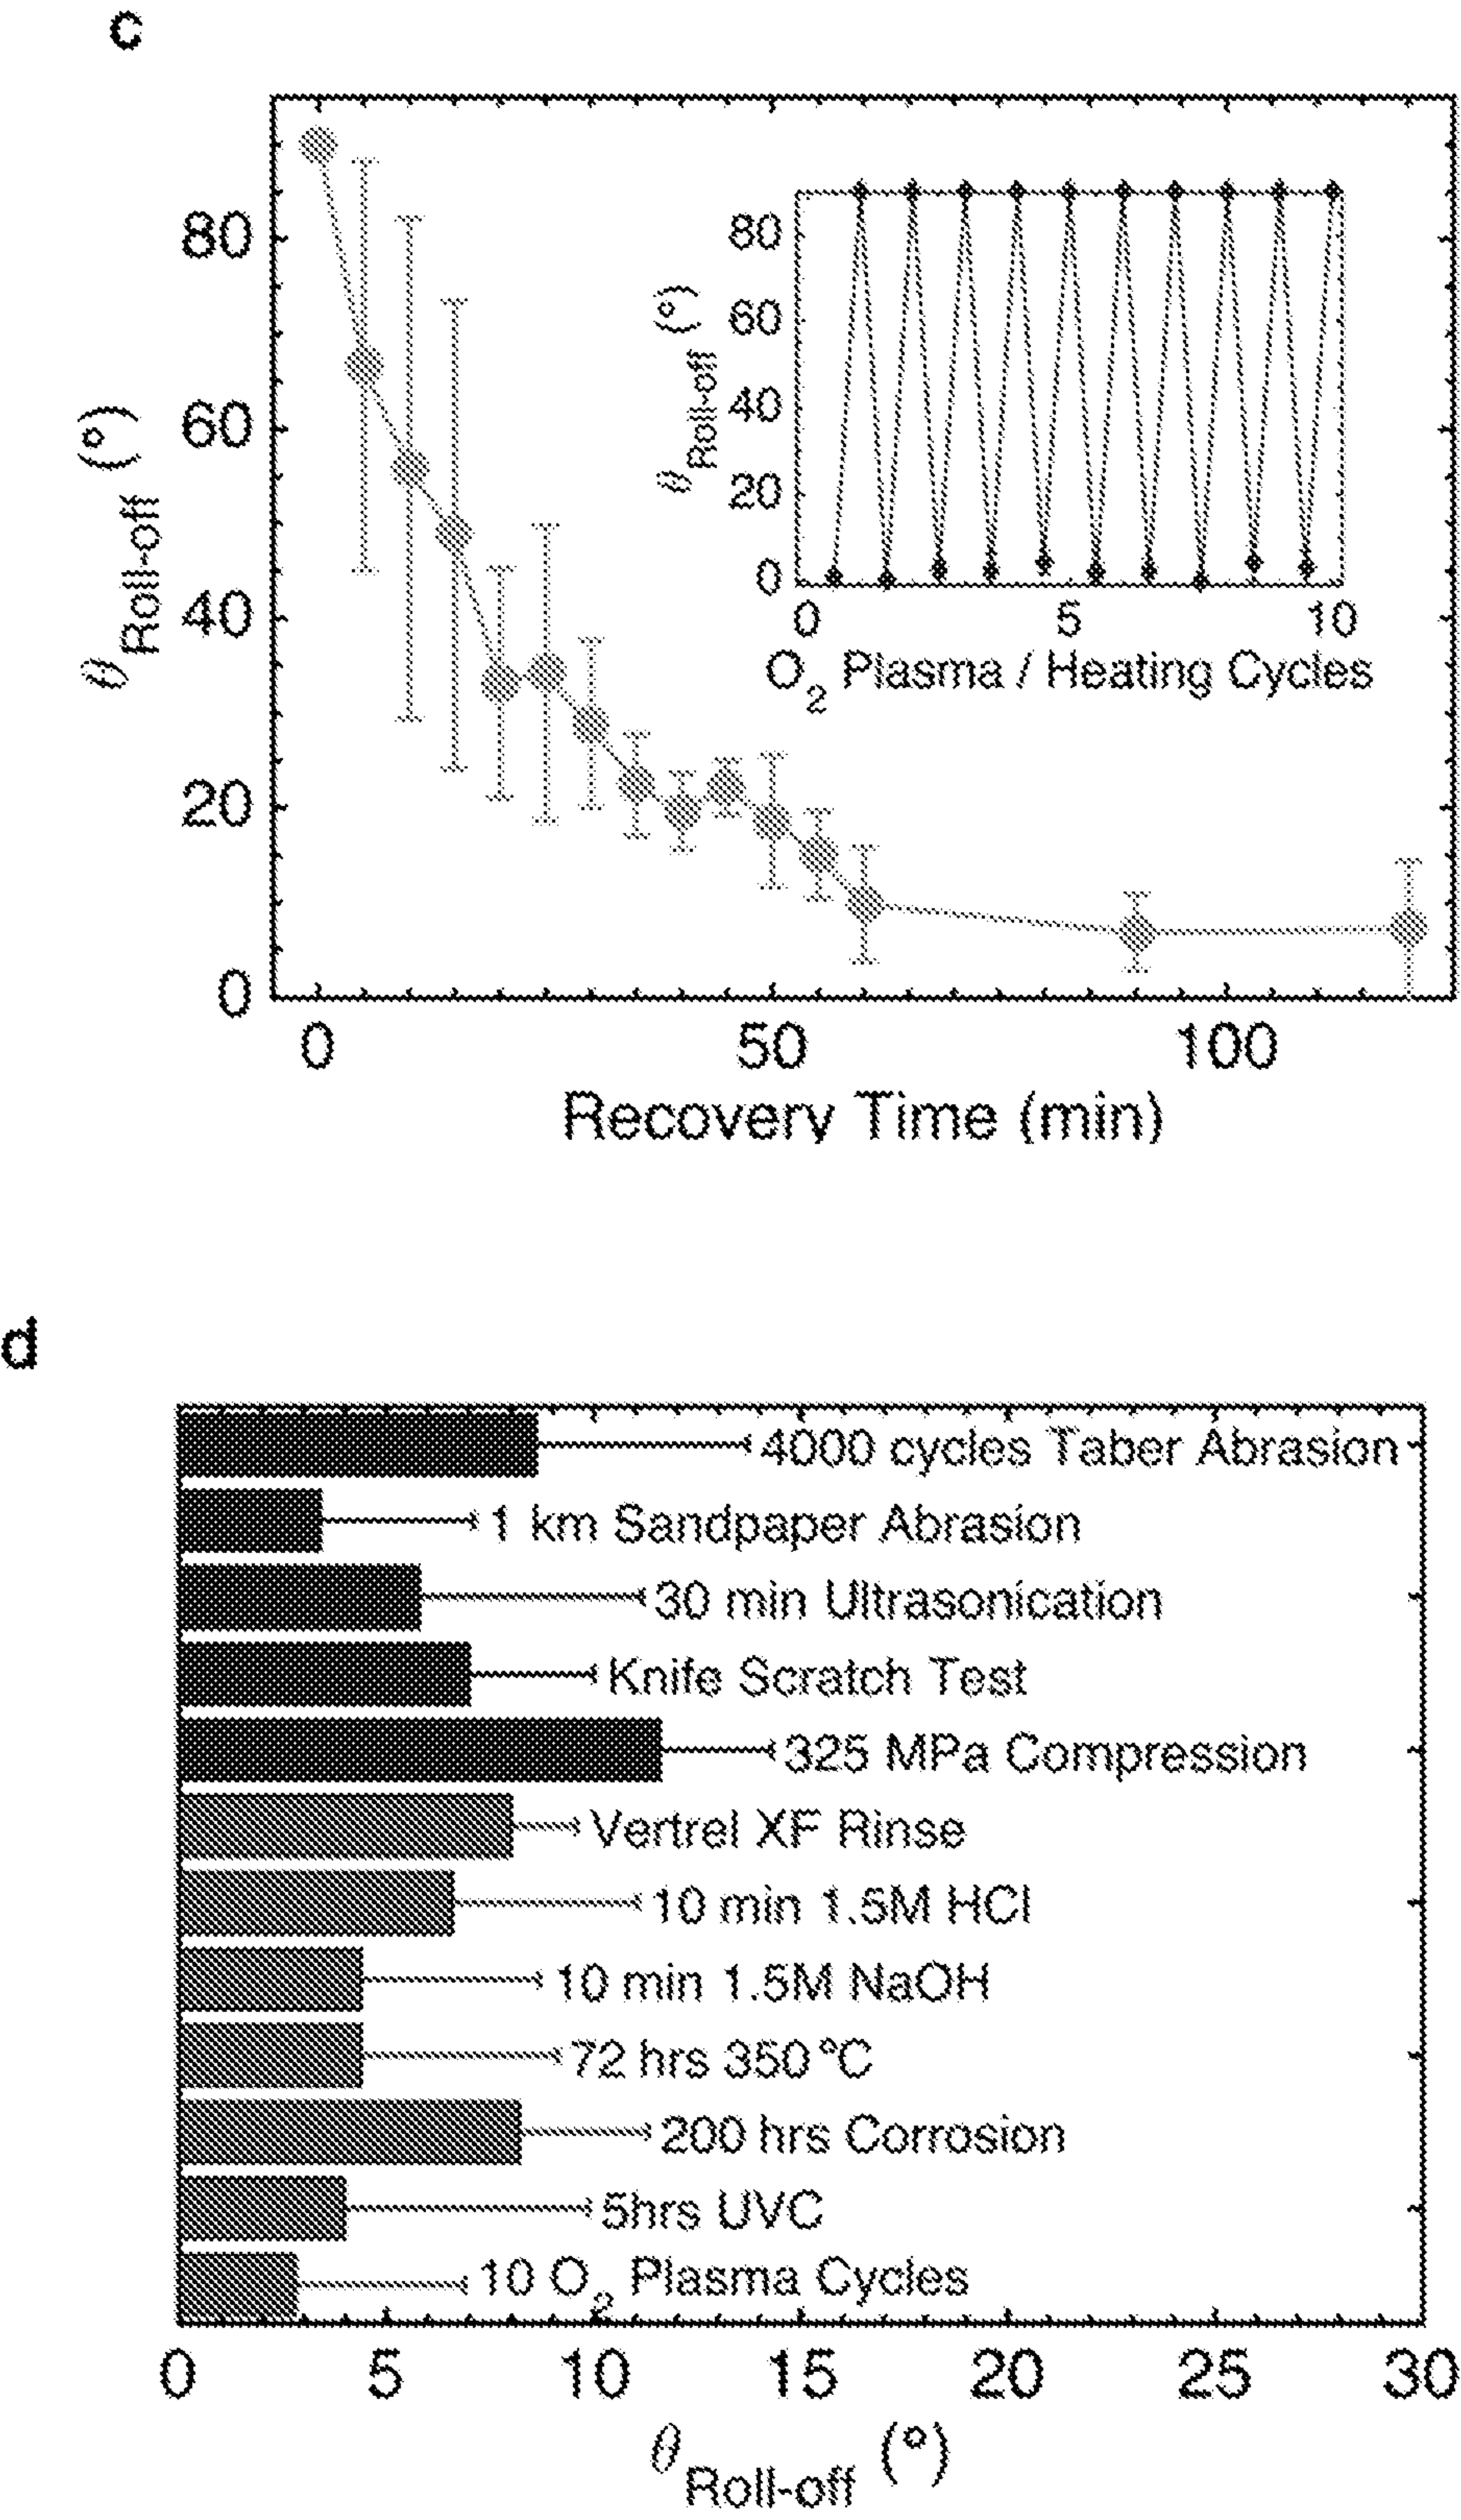 c
80
60
40
20
0
θRoll-off (°)
0 50 100
Recovery Time (min)
80
60
40
20
0
θRoll-off (°)
0 5 10
O2 Plasma / Heating Cycles
d
4000 cycles Taber Abrasion
1 km Sandpaper Abrasion
30 min Ultrasonication
Knife Scratch Test
325 MPa Compression
Vertrel XF Rinse
10 min 1.5M HCl
10 min 1.5M NaOH
72 hrs 350°C
200 hrs Corrosion
5hrs UVC
10 O2 Plasma Cycles
0 5 10 15 20 25 30
θRoll-off (°)